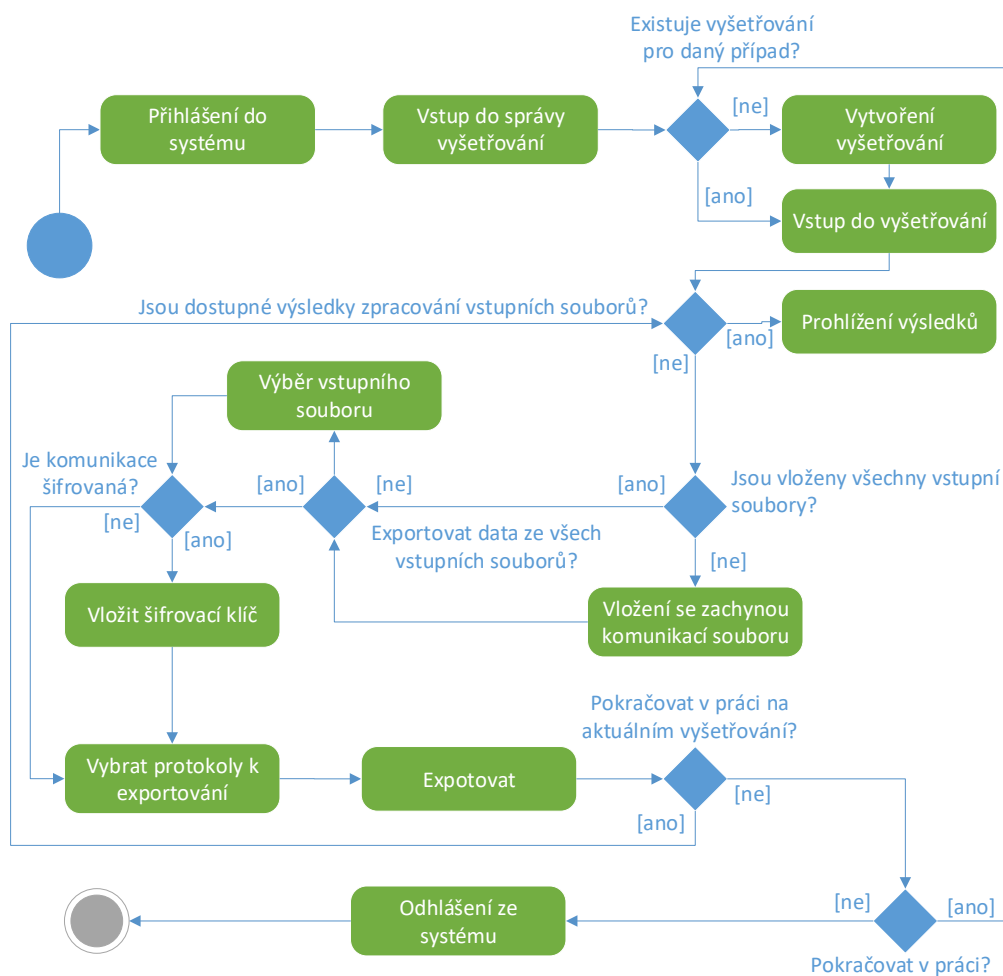 Existuje vyšetřování
pro daný případ?
Přihlášení do
systému
Vstup do správy
vyšetřování
[ne]
Vytvoření
vyšetřování
[ano]
Vstup do vyšetřování
Jsou dostupné výsledky zpracování vstupních souborů?
Prohlížení výsledků
[ano]
[ne]
Výběr vstupního
souboru
Je komunikace
šifrovaná?
[ano]
[ne]
[ano]
Jsou vloženy všechny vstupní
soubory?
[ne]
[ano]
Exportovat data ze všech
vstupních souborů?
[ne]
Vložit šifrovací klíč
Vložení se zachynou
komunikací souboru
Pokračovat v práci na
aktuálním vyšetřování?
Vybrat protokoly k
exportování
Expotovat
[ne]
[ano]
Odhlášení ze
systému
[ne]
[ano]
Pokračovat v práci?